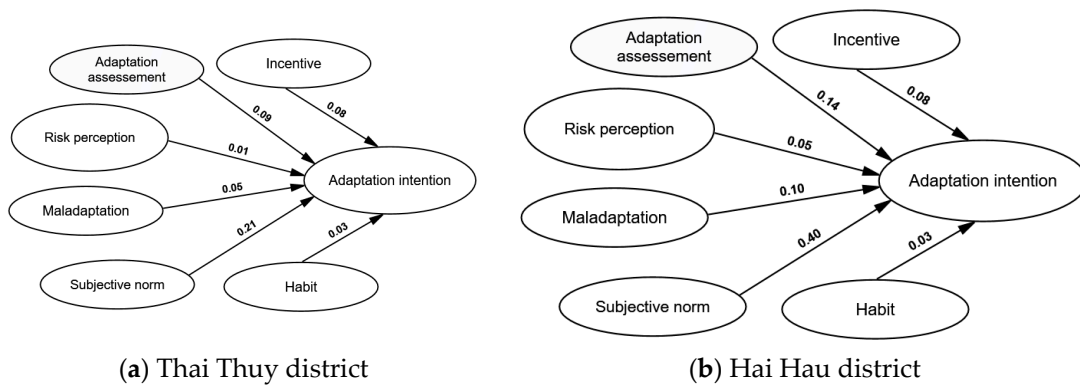 Adaptation
assessement
Incentive
0.09
0.08
Risk perception
0.01
Adaptation intention
Maladaptation
0.05
0.21
0.03
Subjective norm
Habit
(a) Thai Thuy district
Adaptation
assessment
Incentive
0.14
0.08
Risk perception
0.05
Adaptation intention
Maladaptation
0.10
0.40
0.03
Subjective norm
Habit
(b) Hai Hau district